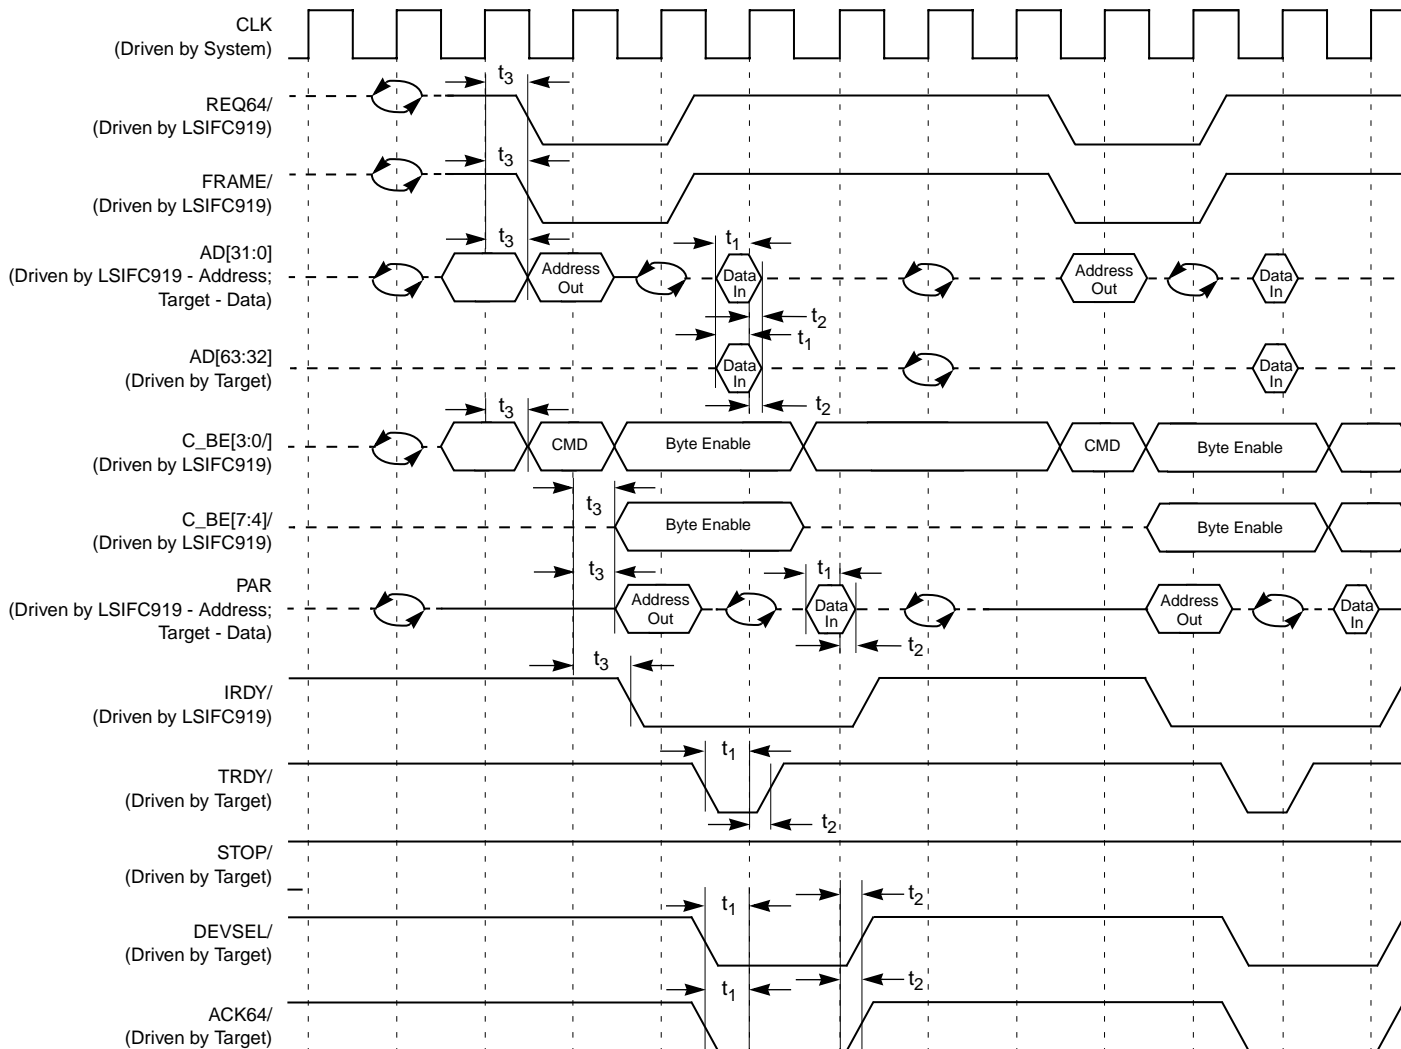 CLK
(Driven by System)
t3
REQ64/
(Driven by LSIFC919)
t3
FRAME/
(Driven by LSIFC919)
t3
t1
AD[31:0]
(Driven by LSIFC919 - Address;
Target - Data)
Address
Out
Data
In
Address
Out
Data
In
t2
t1
AD[63:32]
(Driven by Target)
Data
In
Data
In
t2
t3
C_BE[3:0/]
(Driven by LSIFC919)
CMD
Byte Enable
CMD
Byte Enable
t3
C_BE[7:4]/
(Driven by LSIFC919)
Byte Enable
Byte Enable
t3
t1
PAR
(Driven by LSIFC919 - Address;
Target - Data)
Address
Out
Data
In
Address
Out
Data
In
t2
t3
IRDY/
(Driven by LSIFC919)
t1
TRDY/
(Driven by Target)
t2
STOP/
(Driven by Target)
t2
t1
DEVSEL/
(Driven by Target)
t2
t1
ACK64/
(Driven by Target)